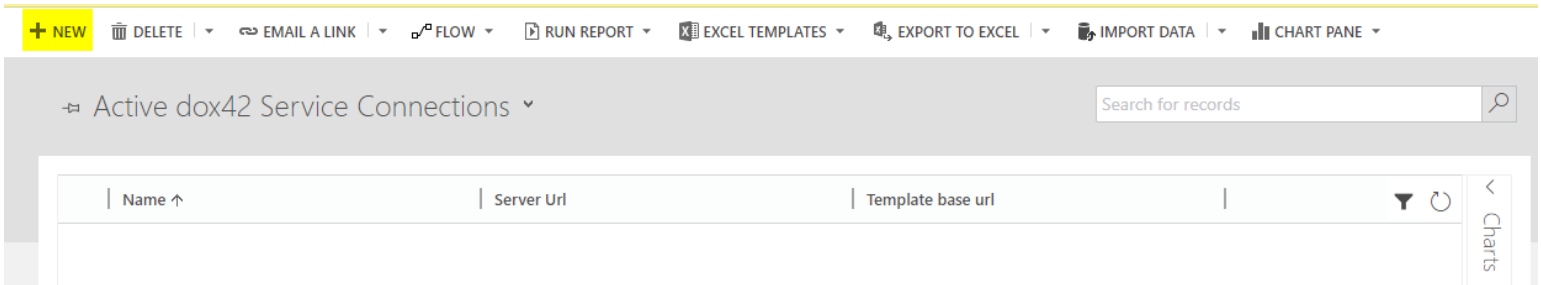 NEW DELETE EMAIL A LINK FLOW RUN REPORT EXCEL TEMPLATES EXPORT TO EXCEL IMPORT DATA CHART PANE
Active dox42 Service Connections
Search for records
Name Server Url Template base url
Charts